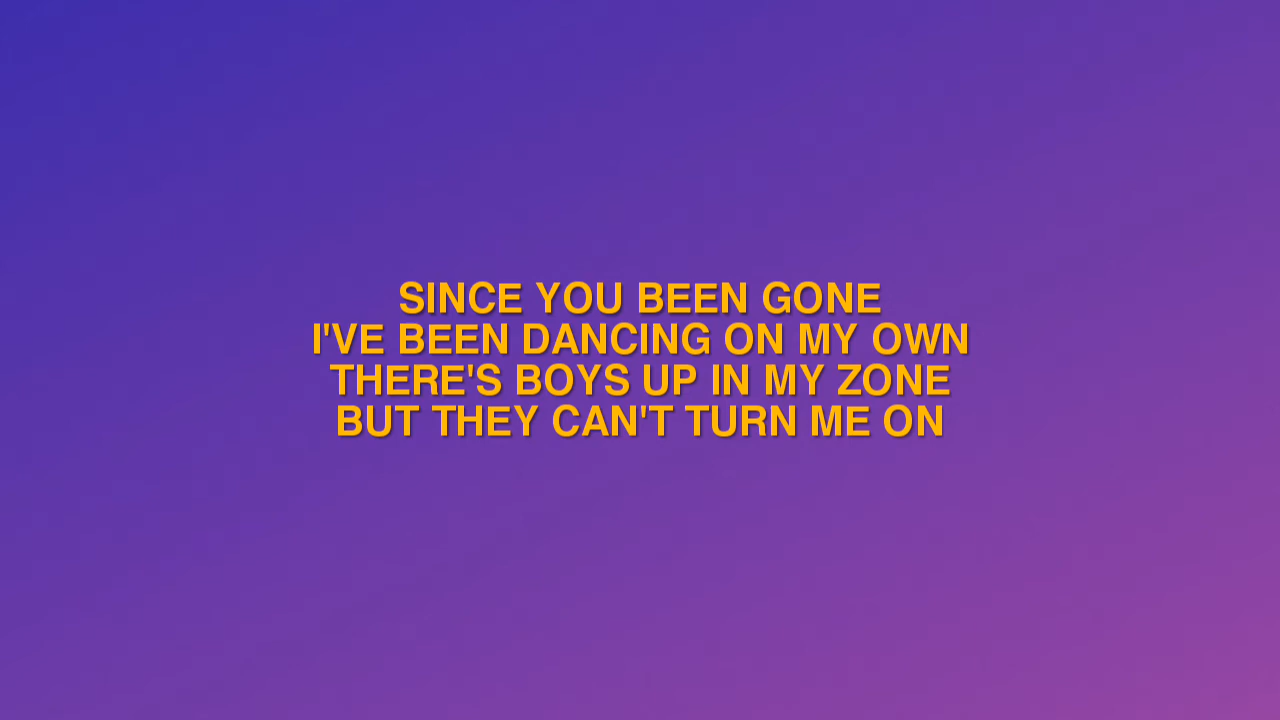 SINCE YOU BEEN GONE
I'VE BEEN DANCING ON MY OWN
THERE'S BOYS UP IN MY ZONE
BUT THEY CAN'T TURN ME ON